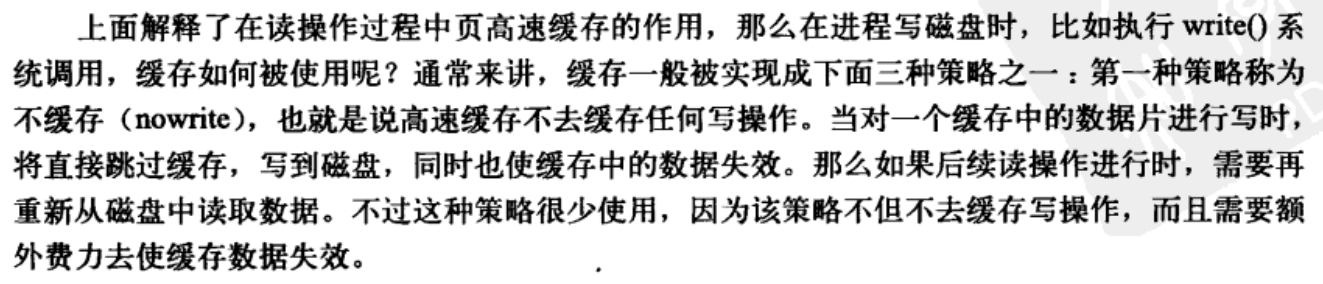 上面解释了在读操作过程中页高速缓存的作用，那么在进程写磁盘时，比如执行 write() 系
统调用，缓存如何被使用呢？通常来讲，缓存一般被实现成下面三种策略之一：第一种策略称为
不缓存（nowrite），也就是说高速缓存不去缓存任何写操作。当对一个缓存中的数据片进行写时，
将直接跳过缓存，写到磁盘，同时也使缓存中的数据失效。那么如果后续读操作进行时，需要再
重新从磁盘中读取数据。不过这种策略很少使用，因为该策略不但不去缓存写操作，而且需要额
外费力去使缓存数据失效。